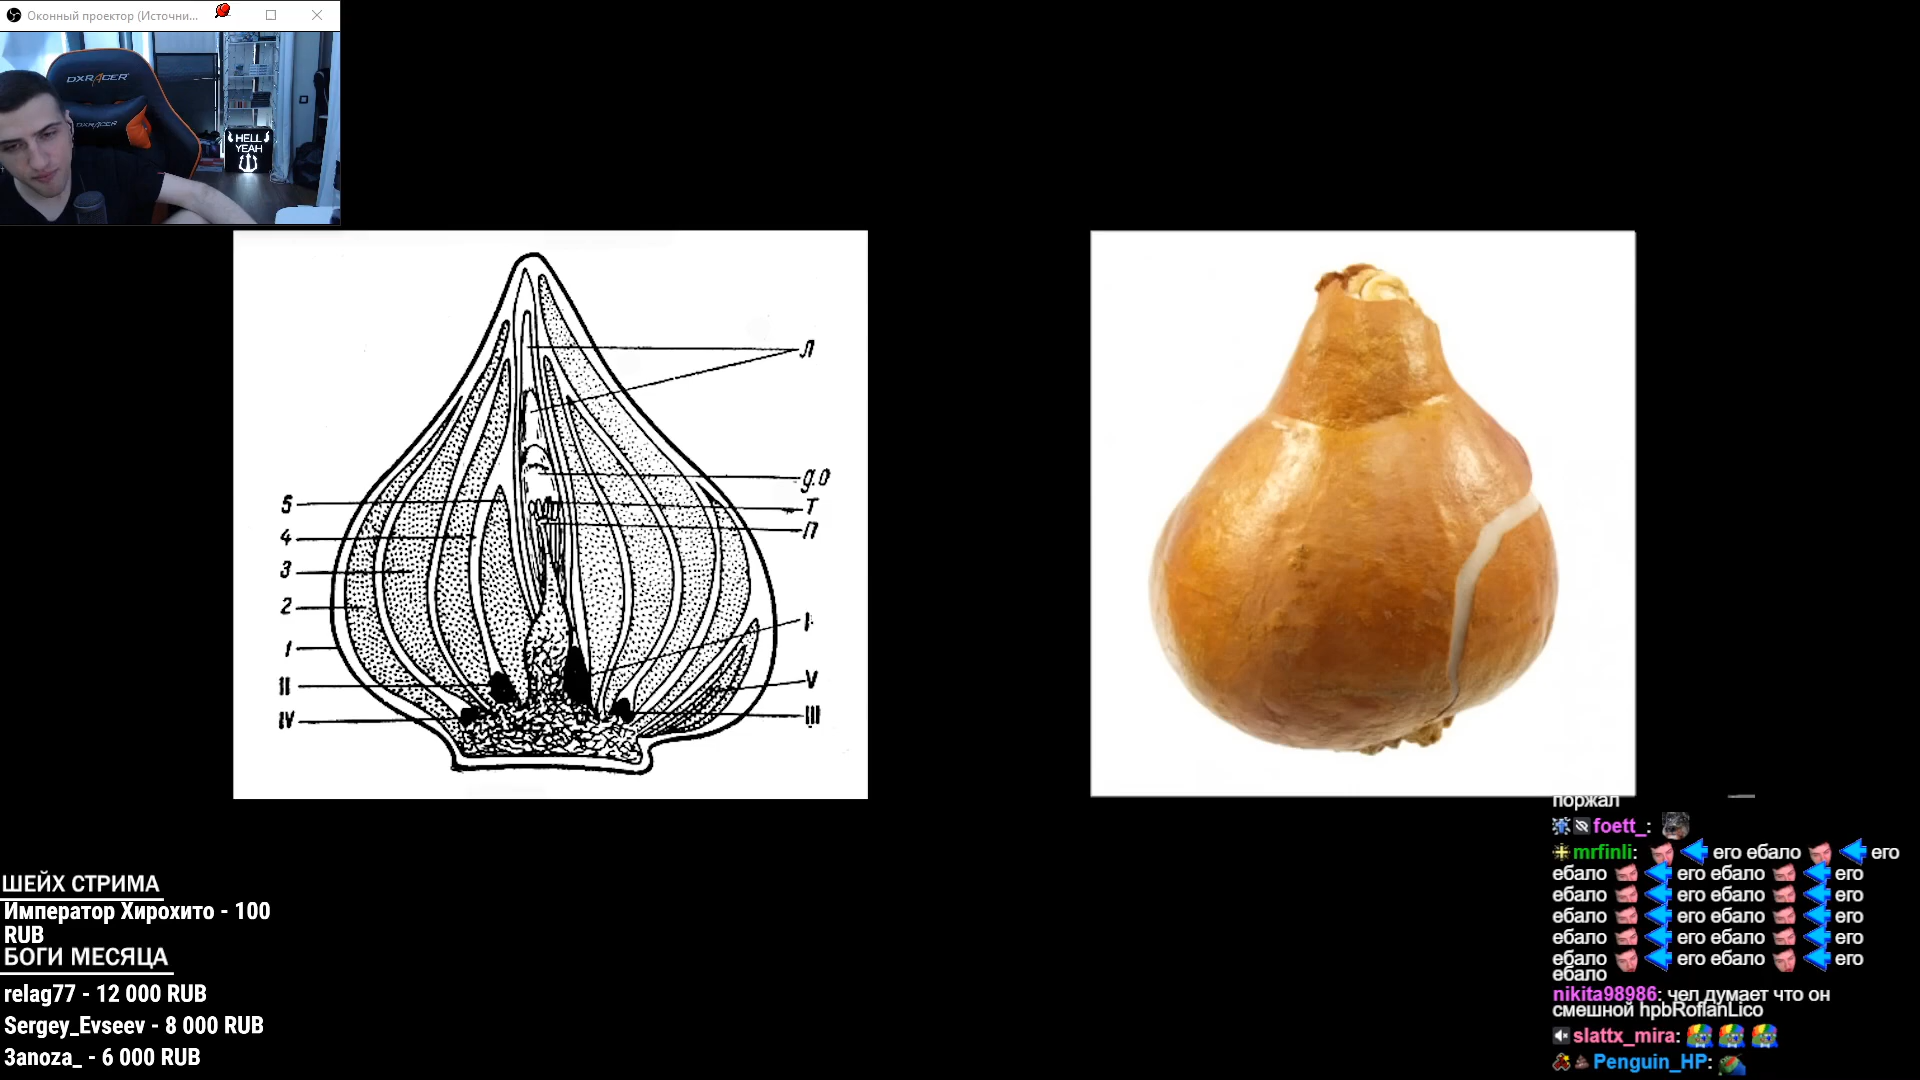 Оконный проектор (Источни...
DXRACER
DXRACER
HELL
YEAH
л
g.o
5
Т
4
П
3
2
I
1
II
V
IV
III
поржал
foett_:
mrfinli: его ебало его
ебало его ебало его
ебало его ебало его
ебало его ебало его
ебало его ебало его
ебало его ебало его
ебало
nikita98986: чел думает что он
смешной hpbRoflanLico
slattx_mira:
Penguin_HP:
ШЕЙХ СТРИМА
Император Хирохито - 100
RUB
БОГИ МЕСЯЦА
relag77 - 12 000 RUB
Sergey_Evseev - 8 000 RUB
3anoza_ - 6 000 RUB